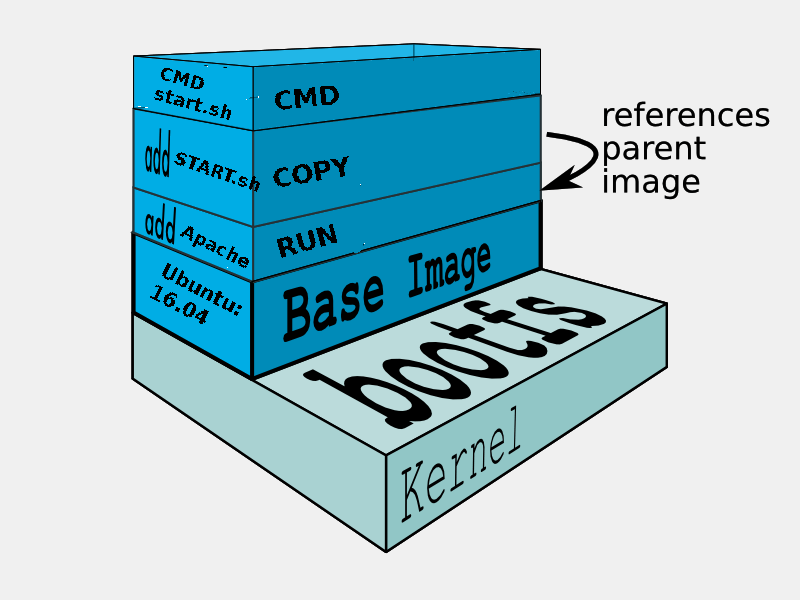 CMD
start.sh
CMD
references
parent
image
add START.sh
COPY
add Apache
RUN
Ubuntu:
16.04
Base Image
bootfs
Kernel